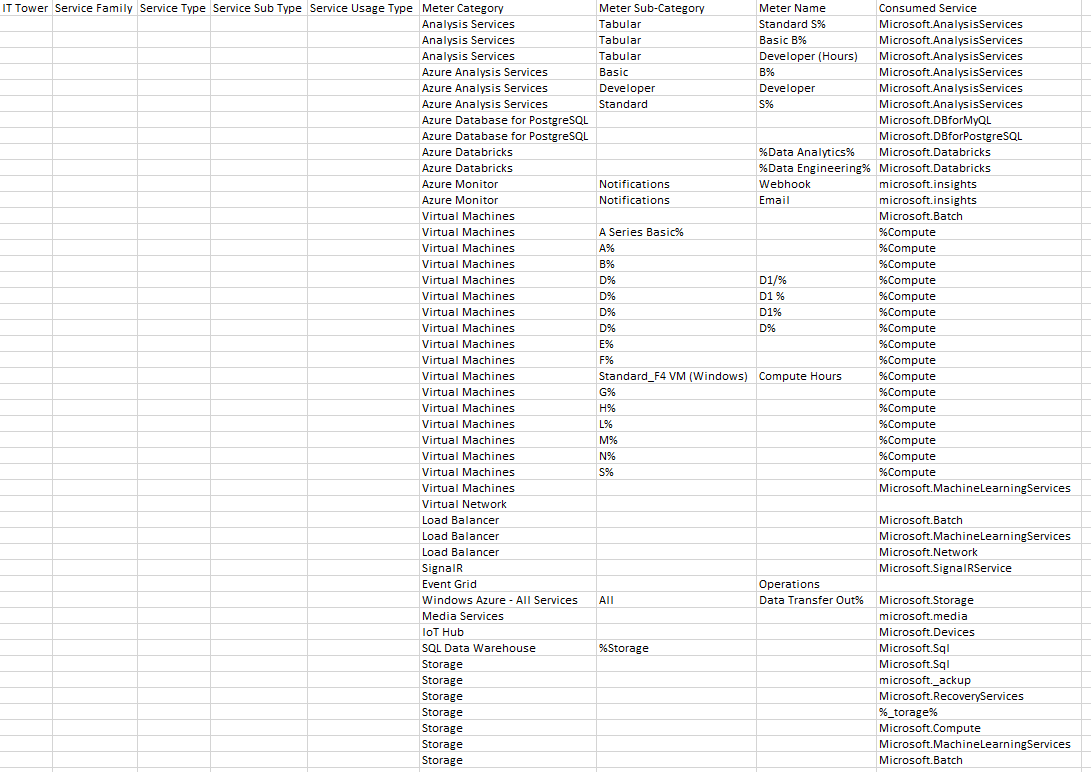 IT Tower Service Family Service Type Service Sub Type Service Usage Type Meter Category Meter Sub-Category Meter Name Consumed Service
Analysis Services Tabular Standard S% Microsoft.AnalysisServices
Analysis Services Tabular Basic B% Microsoft.AnalysisServices
Analysis Services Tabular Developer (Hours) Microsoft.AnalysisServices
Azure Analysis Services Basic B% Microsoft.AnalysisServices
Azure Analysis Services Developer Developer Microsoft.AnalysisServices
Azure Analysis Services Standard S% Microsoft.AnalysisServices
Azure Database for PostgreSQL Microsoft.DBforMyQL
Azure Database for PostgreSQL Microsoft.DBforPostgreSQL
Azure Databricks %Data Analytics% Microsoft.Databricks
Azure Databricks %Data Engineering% Microsoft.Databricks
Azure Monitor Notifications Webhook microsoft.insights
Azure Monitor Notifications Email microsoft.insights
Virtual Machines Microsoft.Batch
Virtual Machines A Series Basic% %Compute
Virtual Machines A% %Compute
Virtual Machines B% %Compute
Virtual Machines D% D1/% %Compute
Virtual Machines D% D1 % %Compute
Virtual Machines D% D1% %Compute
Virtual Machines D% D% %Compute
Virtual Machines E% %Compute
Virtual Machines F% %Compute
Virtual Machines Standard_F4 VM (Windows) Compute Hours %Compute
Virtual Machines G% %Compute
Virtual Machines H% %Compute
Virtual Machines L% %Compute
Virtual Machines M% %Compute
Virtual Machines N% %Compute
Virtual Machines S% %Compute
Virtual Machines Microsoft.MachineLearningServices
Virtual Network
Load Balancer Microsoft.Batch
Load Balancer Microsoft.MachineLearningServices
Load Balancer Microsoft.Network
SignalR Microsoft.SignalRService
Event Grid Operations
Windows Azure - All Services All Data Transfer Out% Microsoft.Storage
Media Services microsoft.media
IoT Hub Microsoft.Devices
SQL Data Warehouse %Storage Microsoft.Sql
Storage Microsoft.Sql
Storage microsoft._ackup
Storage Microsoft.RecoveryServices
Storage %_torage%
Storage Microsoft.Compute
Storage Microsoft.MachineLearningServices
Storage Microsoft.Batch